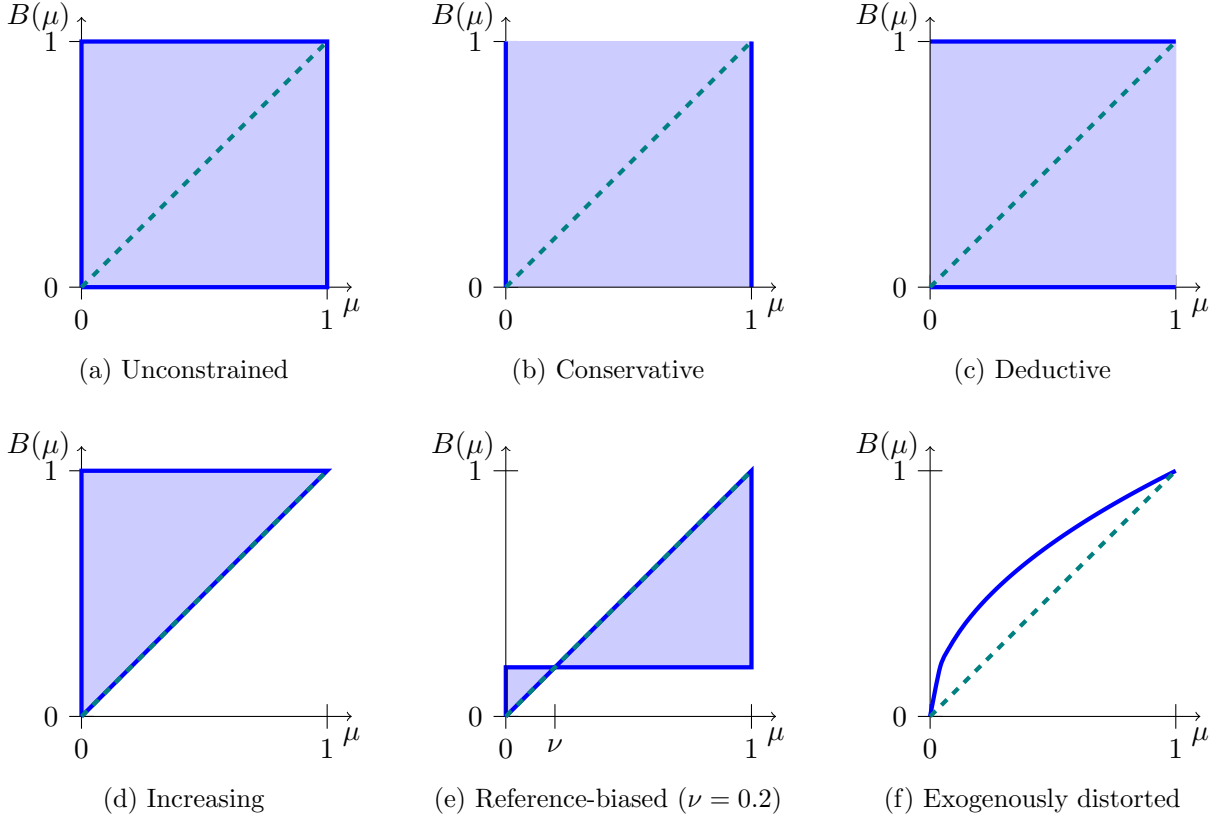 B(μ) B(μ) B(μ)
1 1 1
0 0 0
0 1 μ 0 1 μ 0 1 μ
(a) Unconstrained (b) Conservative (c) Deductive
B(μ) B(μ) B(μ)
1 1 1
0 0 0
0 1 μ 0 ν 1 μ 0 1 μ
(d) Increasing (e) Reference-biased (ν = 0.2) (f) Exogenously distorted